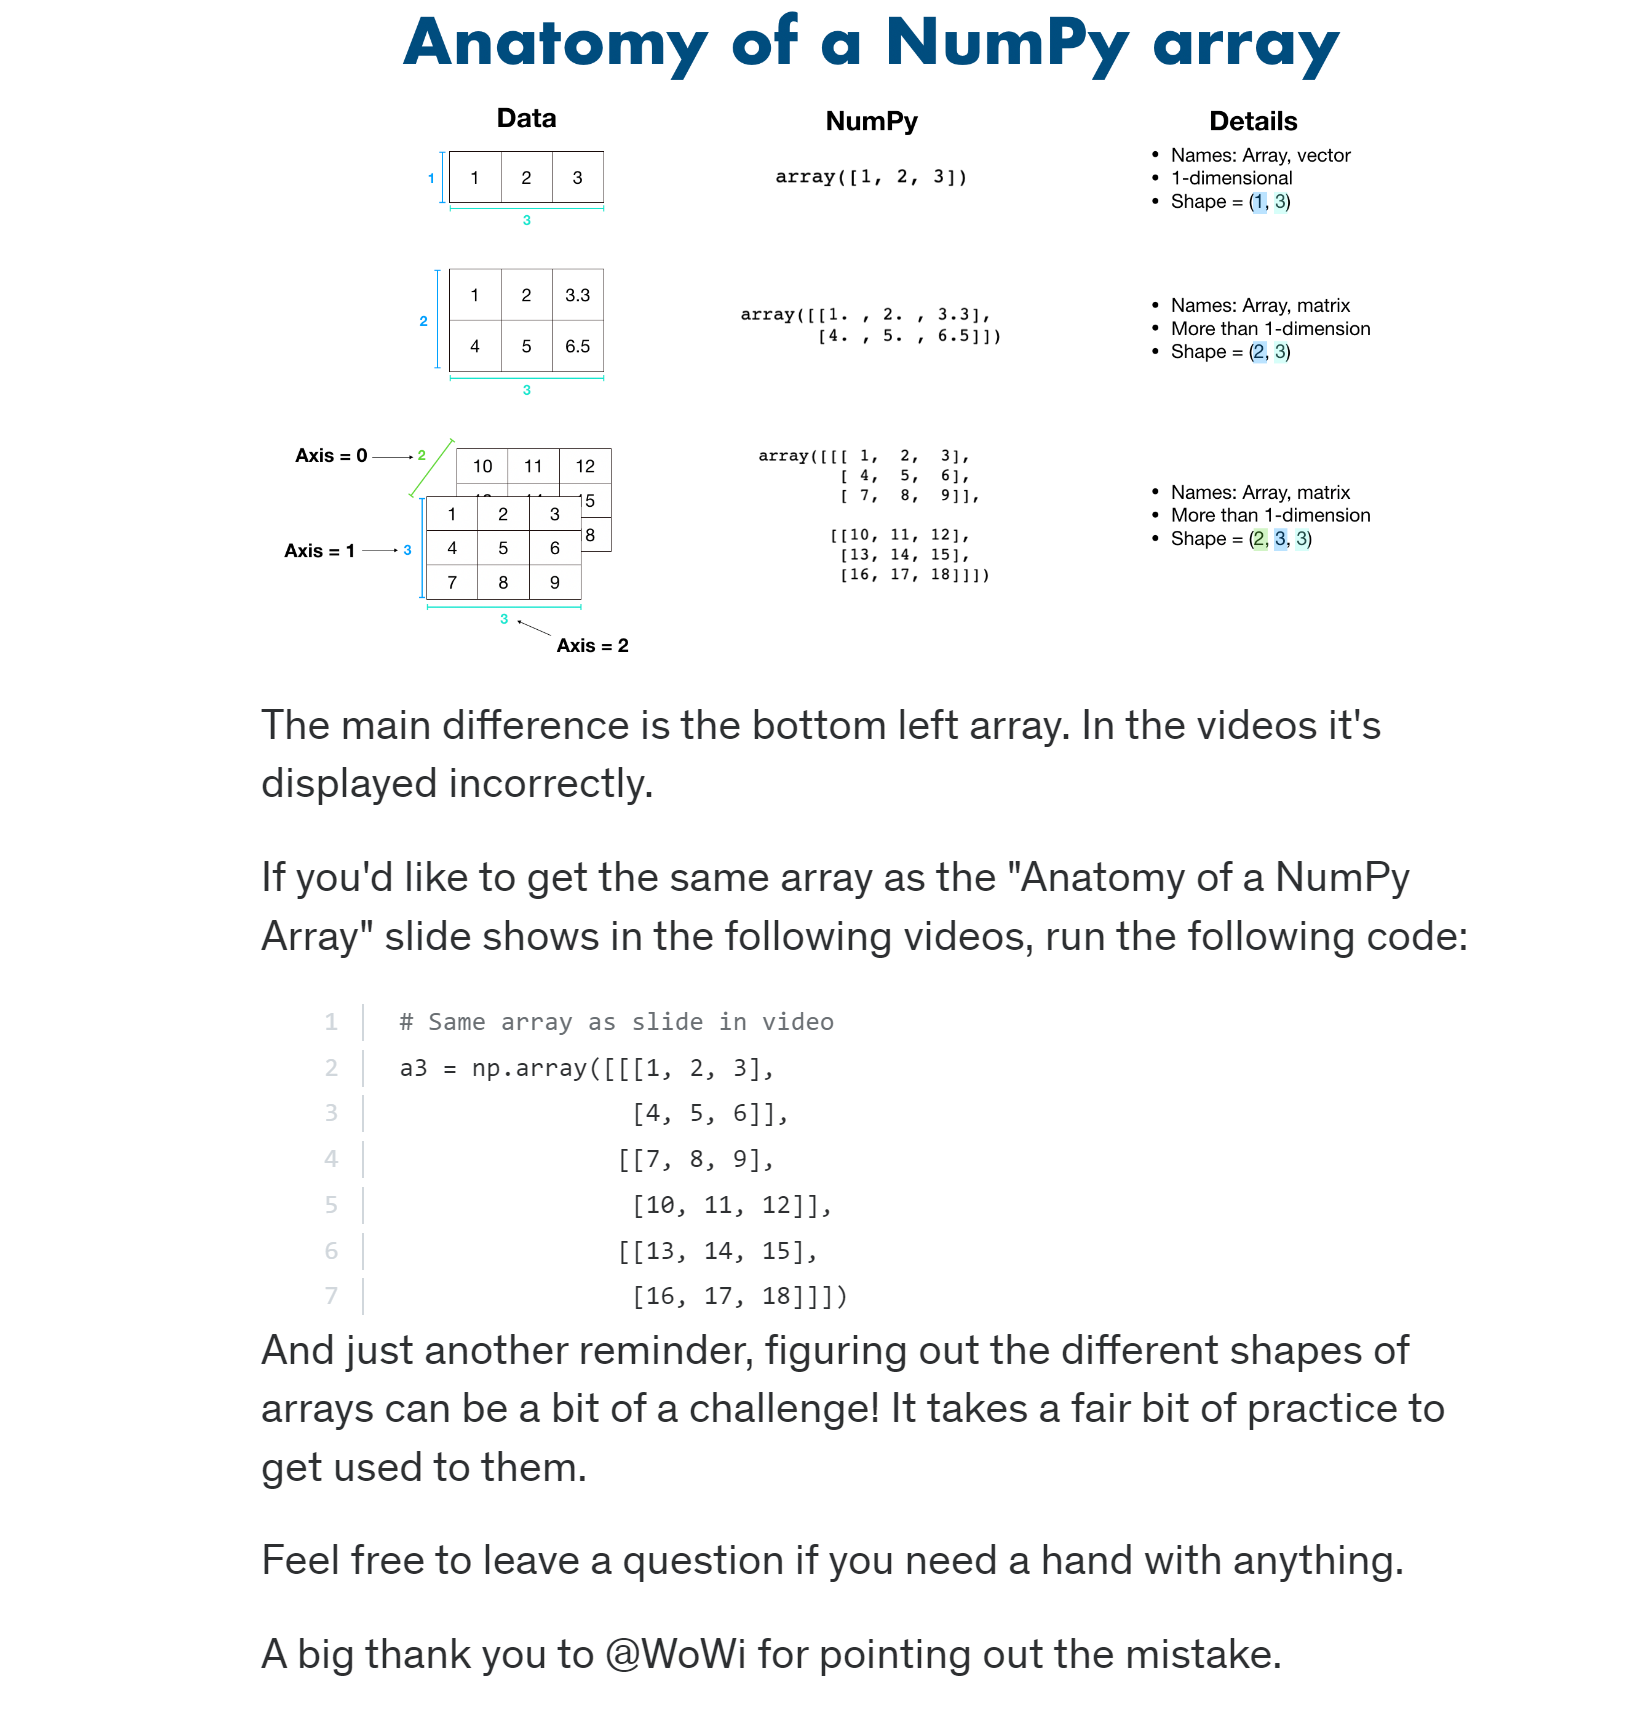 Anatomy of a NumPy array
Data
NumPy
Details
1
1 2 3
3
array([1, 2, 3])
• Names: Array, vector
• 1-dimensional
• Shape = (1, 3)
2
1 2 3.3
4 5 6.5
3
array([[1. , 2. , 3.3],
[4. , 5. , 6.5]])
• Names: Array, matrix
• More than 1-dimension
• Shape = (2, 3)
Axis = 0
2
10 11 12
5
8
Axis = 1
3
1 2 3
4 5 6
7 8 9
3
Axis = 2
array([[[ 1, 2, 3],
[ 4, 5, 6],
[ 7, 8, 9]],
[[10, 11, 12],
[13, 14, 15],
[16, 17, 18]]])
• Names: Array, matrix
• More than 1-dimension
• Shape = (2, 3, 3)
The main difference is the bottom left array. In the videos it's
displayed incorrectly.
If you'd like to get the same array as the "Anatomy of a NumPy
Array" slide shows in the following videos, run the following code:
1 # Same array as slide in video
2 a3 = np.array([[[1, 2, 3],
3 [4, 5, 6]],
4 [[7, 8, 9],
5 [10, 11, 12]],
6 [[13, 14, 15],
7 [16, 17, 18]]])
And just another reminder, figuring out the different shapes of
arrays can be a bit of a challenge! It takes a fair bit of practice to
get used to them.
Feel free to leave a question if you need a hand with anything.
A big thank you to @WoWi for pointing out the mistake.